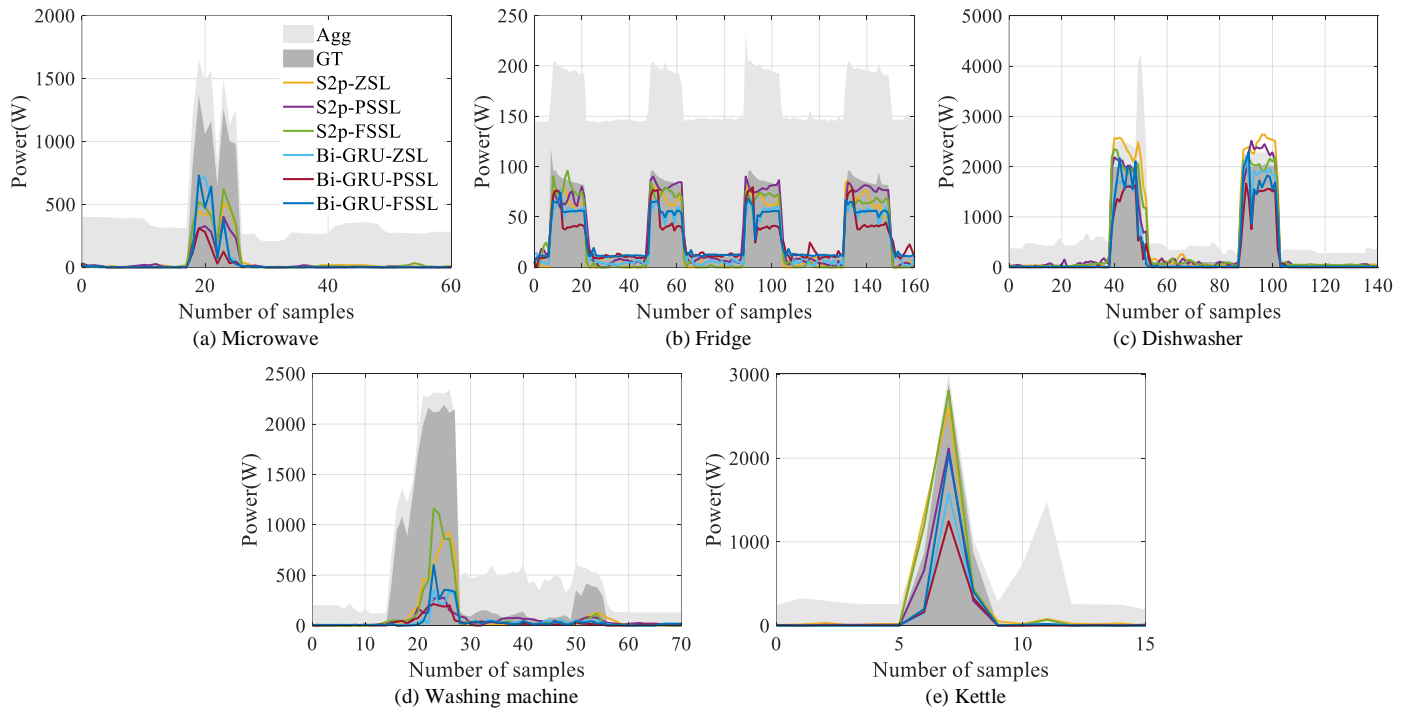 2000
1500
1000
500
0
Power(W)
0
20
40
60
Number of samples
(a) Microwave
Agg
GT
S2p-ZSL
S2p-PSSL
S2p-FSSL
Bi-GRU-ZSL
Bi-GRU-PSSL
Bi-GRU-FSSL
250
200
150
100
50
0
Power(W)
0
20
40
60
80
100
120
140
160
Number of samples
(b) Fridge
5000
4000
3000
2000
1000
0
Power(W)
0
20
40
60
80
100
120
140
Number of samples
(c) Dishwasher
2500
2000
1500
1000
500
0
Power(W)
0
10
20
30
40
50
60
70
Number of samples
(d) Washing machine
3000
2000
1000
0
Power(W)
0
5
10
15
Number of samples
(e) Kettle